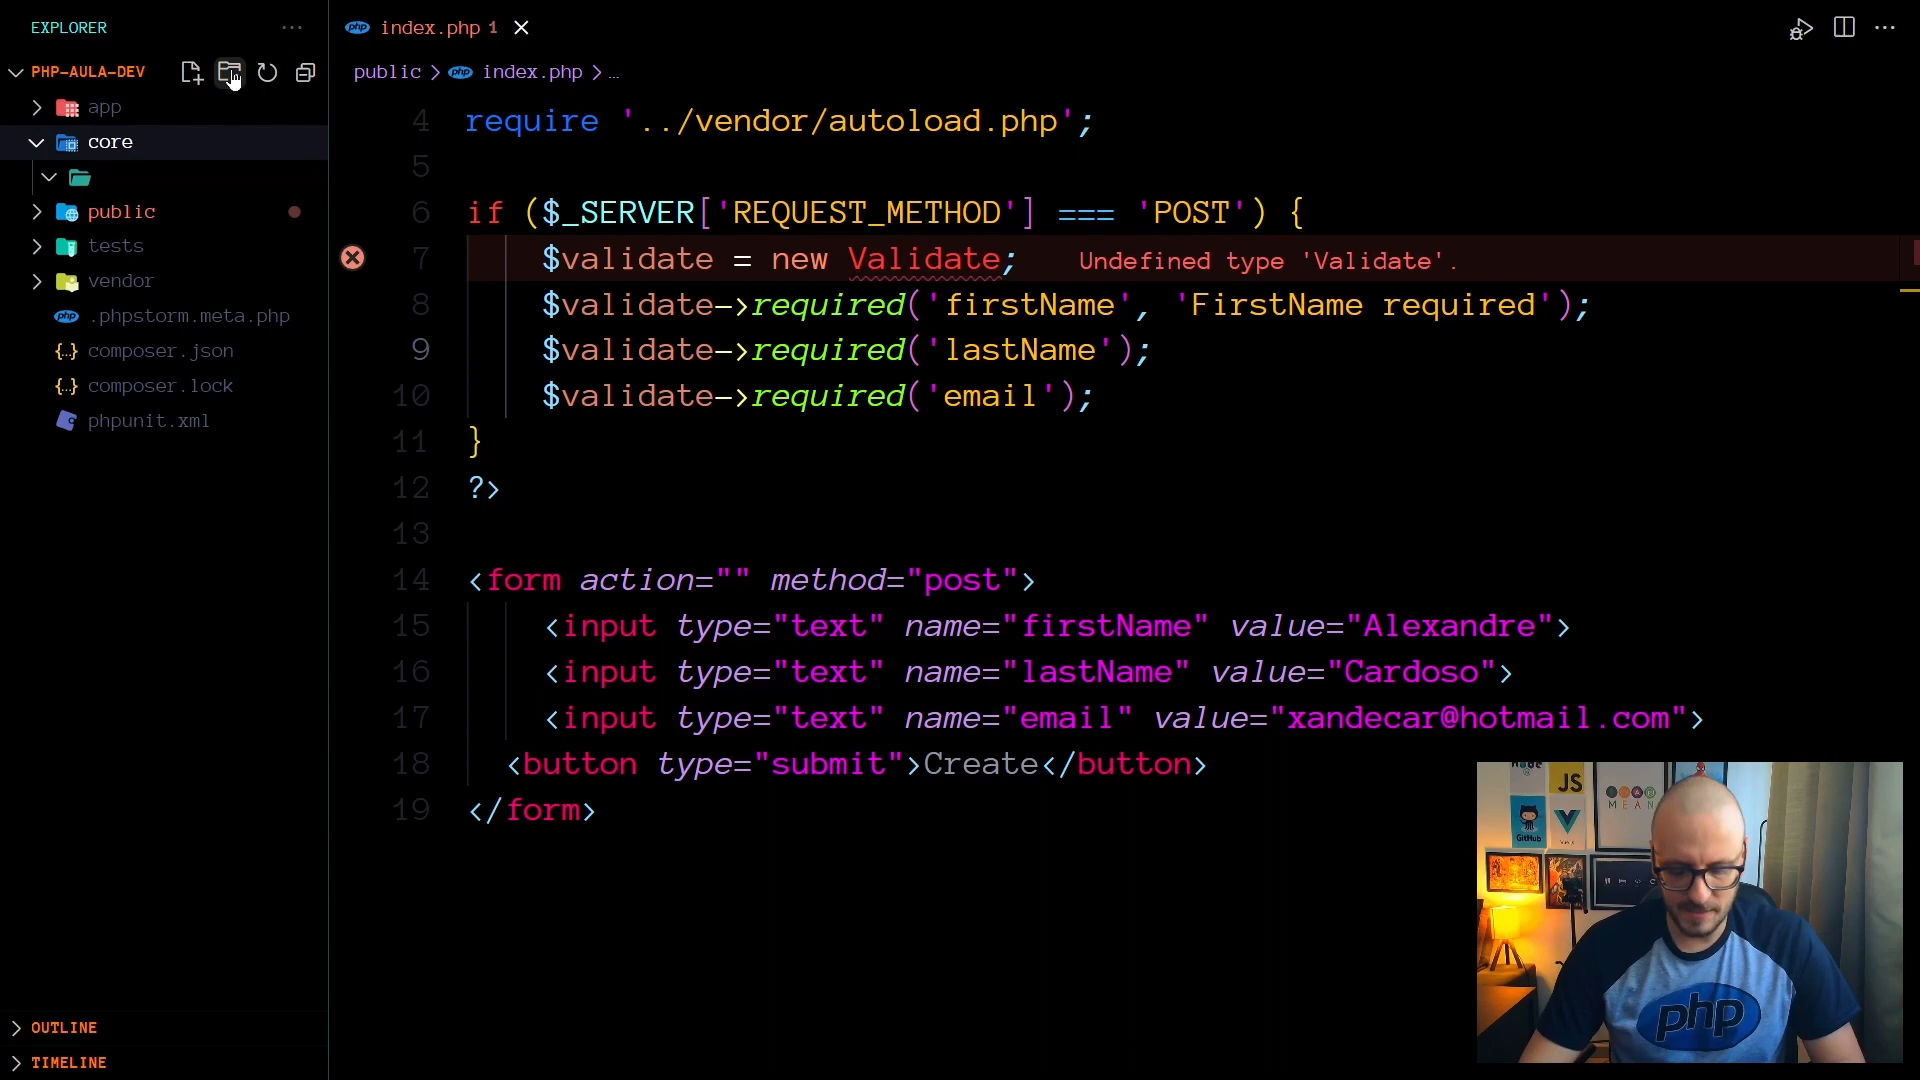 EXPLORER
PHP-AULA-DEV
app
core
public
tests
vendor
.phpstorm.meta.php
composer.json
composer.lock
phpunit.xml
OUTLINE
TIMELINE
index.php 1
public > index.php > ...
4 require '../vendor/autoload.php';
5
6 if ($_SERVER['REQUEST_METHOD'] === 'POST') {
7 $validate = new Validate; Undefined type 'Validate'.
8 $validate->required('firstName', 'FirstName required');
9 $validate->required('lastName');
10 $validate->required('email');
11 }
12 ?>
13
14 <form action="" method="post">
15 <input type="text" name="firstName" value="Alexandre">
16 <input type="text" name="lastName" value="Cardoso">
17 <input type="text" name="email" value="xandecar@hotmail.com">
18 <button type="submit">Create</button>
19 </form>
JS
MEAN
GitHub
php